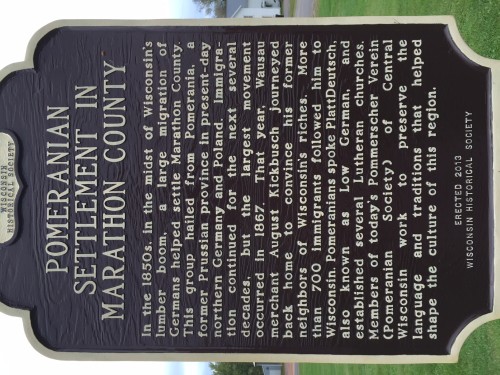 WISCONSIN
HISTORICAL SOCIETY
POMERANIAN
SETTLEMENT IN
MARATHON COUNTY
In the 1850s, in the midst of Wisconsin's
lumber boom, a large migration of
Germans helped settle Marathon County.
This group hailed from Pomerania, a
former Prussian province in present-day
northern Germany and Poland. Immigra-
tion continued for the next several
decades, but the largest movement
occurred in 1867. That year, Wausau
merchant August Kickbusch journeyed
back home to convince his former
neighbors of Wisconsin's riches. More
than 700 immigrants followed him to
Wisconsin. Pomeranians spoke PlattDeutsch,
also known as Low German, and
established several Lutheran churches.
Members of today's Pommerscher Verein
(Pomeranian Society) of Central
Wisconsin work to preserve the
language and traditions that helped
shape the culture of this region.
ERECTED 2013
WISCONSIN HISTORICAL SOCIETY